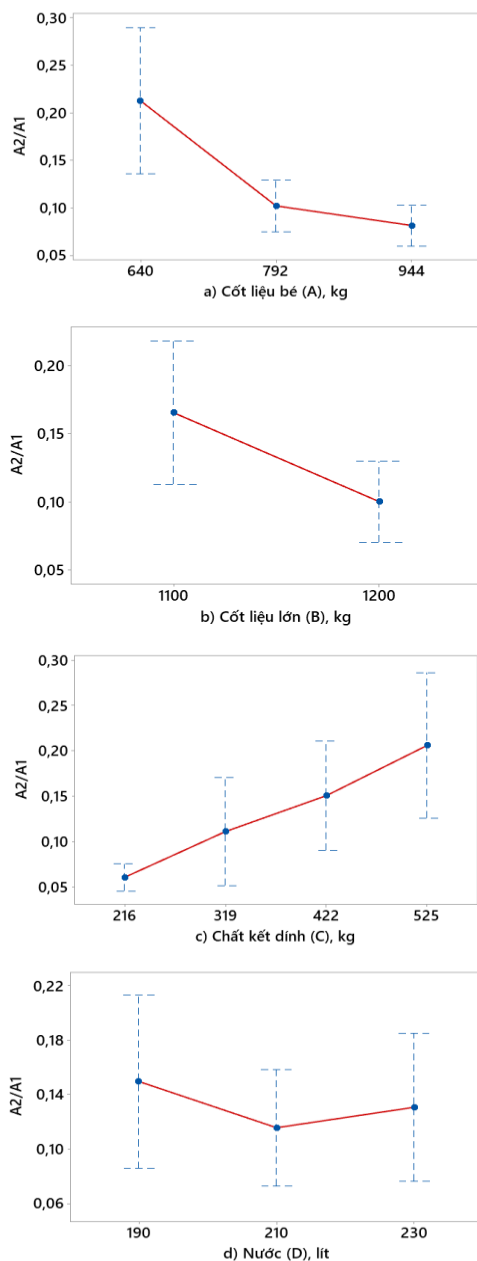 0,30
0,25
0,20
0,15
0,10
0,05
A2/A1
640 792 944
a) Cốt liệu bé (A), kg
0,20
0,15
0,10
0,05
A2/A1
1100 1200
b) Cốt liệu lớn (B), kg
0,30
0,25
0,20
0,15
0,10
0,05
A2/A1
216 319 422 525
c) Chất kết dính (C), kg
0,22
0,18
0,14
0,10
0,06
A2/A1
190 210 230
d) Nước (D), lít